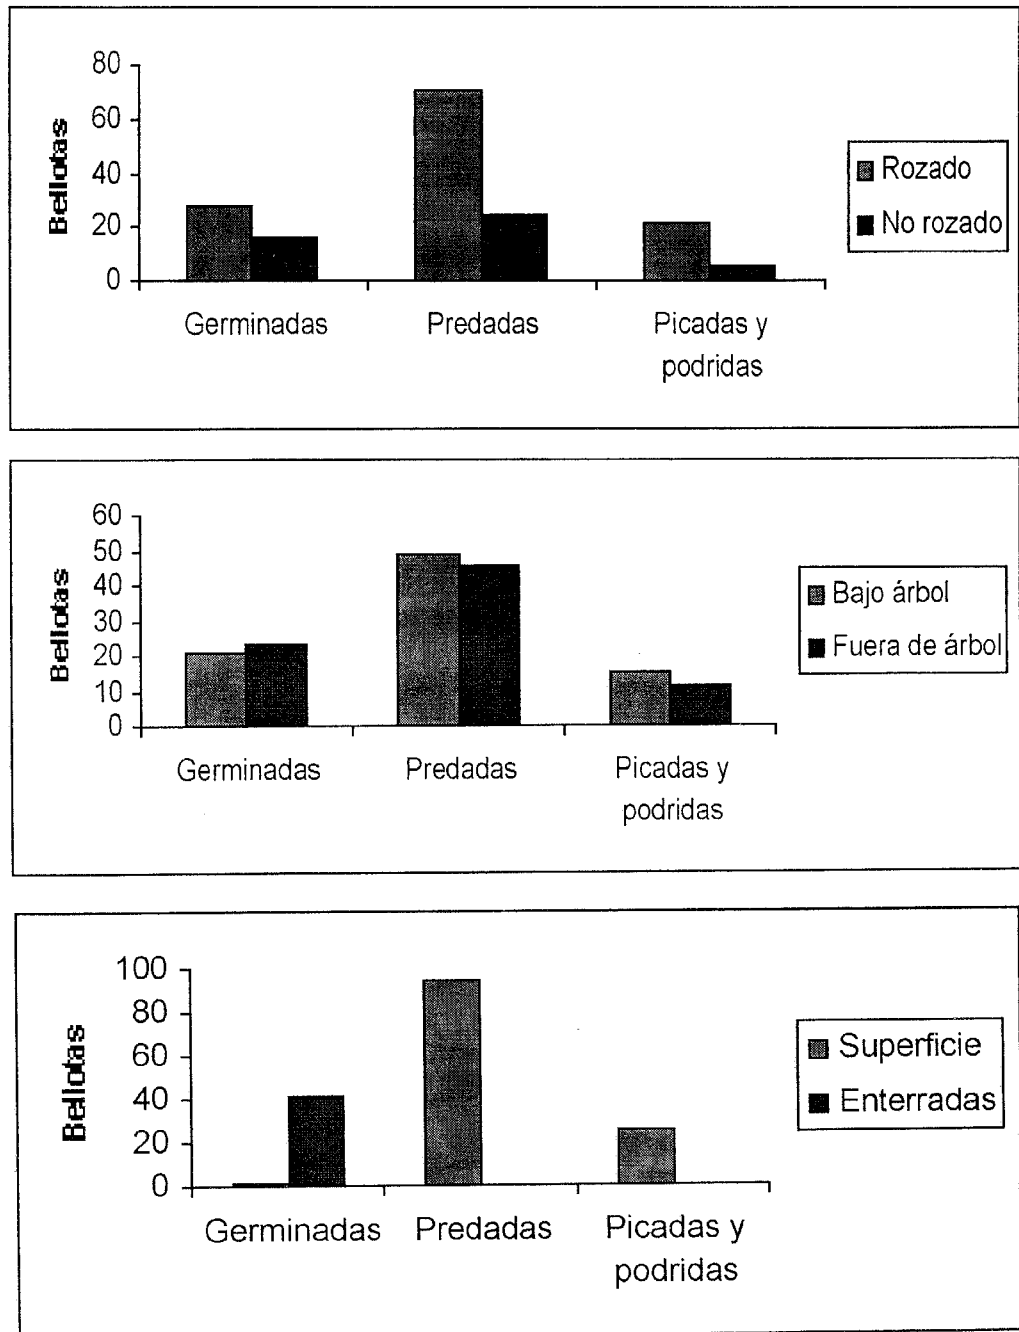 80
60
40
20
0
Bellotas
Germinadas
Predadas
Picadas y
podridas
Rozado
No rozado
60
50
40
30
20
10
0
Bellotas
Germinadas
Predadas
Picadas y
podridas
Bajo árbol
Fuera de árbol
100
80
60
40
20
0
Bellotas
Germinadas
Predadas
Picadas y
podridas
Superficie
Enterradas